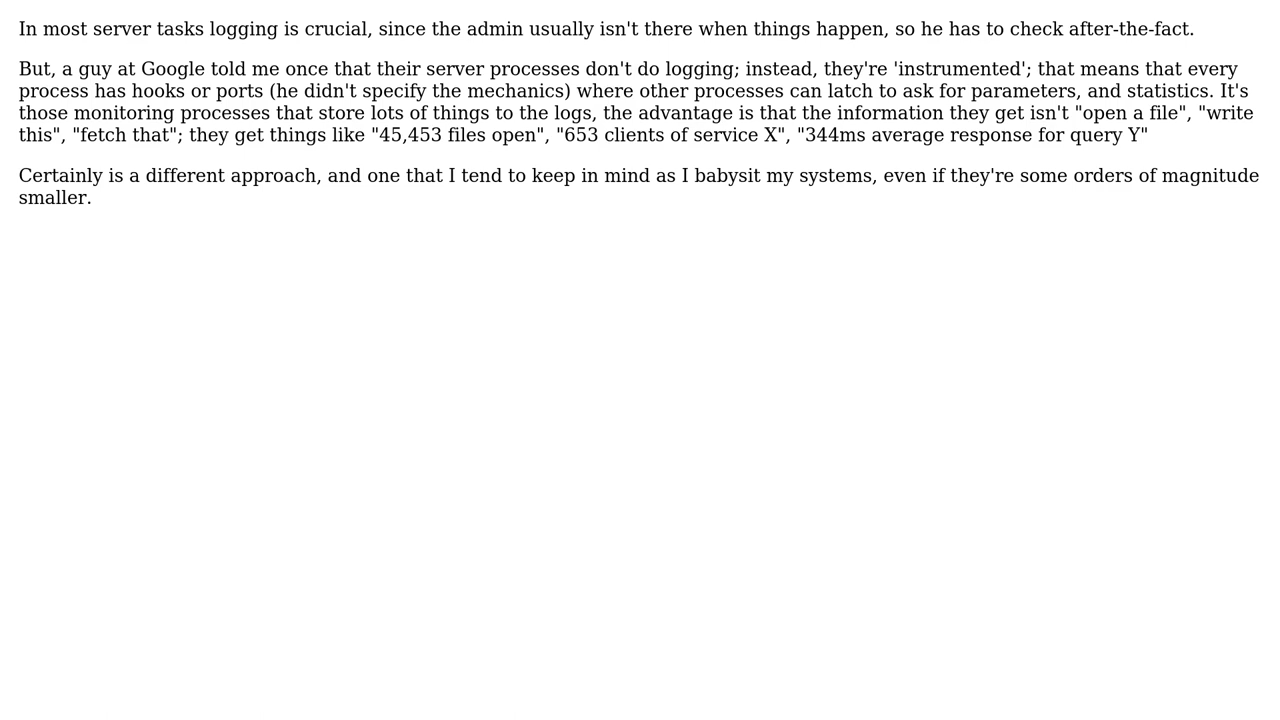 In most server tasks logging is crucial, since the admin usually isn't there when things happen, so he has to check after-the-fact.
But, a guy at Google told me once that their server processes don't do logging; instead, they're 'instrumented'; that means that every
process has hooks or ports (he didn't specify the mechanics) where other processes can latch to ask for parameters, and statistics. It's
those monitoring processes that store lots of things to the logs, the advantage is that the information they get isn't "open a file", "write
this", "fetch that"; they get things like "45,453 files open", "653 clients of service X", "344ms average response for query Y"
Certainly is a different approach, and one that I tend to keep in mind as I babysit my systems, even if they're some orders of magnitude
smaller.